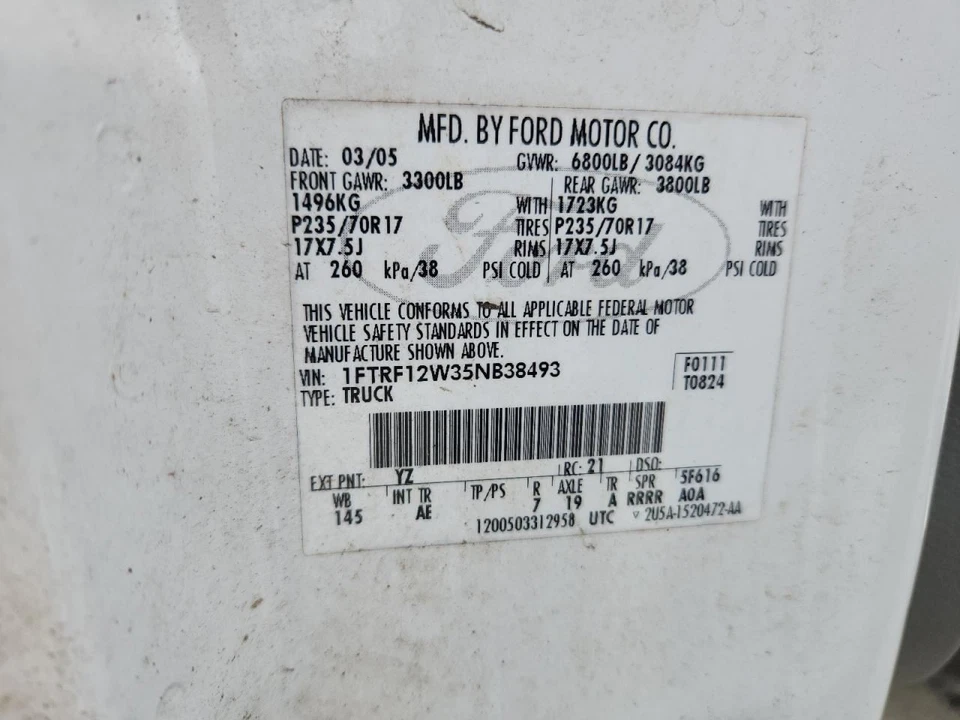 MFD. BY FORD MOTOR CO.
DATE: 03/05 GVWR: 6800LB/ 3084KG
FRONT GAWR: 3300LB REAR GAWR: 3800LB
1496KG WITH 1723KG WITH
P235/70R17 TIRES P235/70R17 TIRES
17X7.5J RIMS 17X7.5J RIMS
AT 260 kPa/38 PSI COLD AT 260 kPa/38 PSI COLD
Ford
THIS VEHICLE CONFORMS TO ALL APPLICABLE FEDERAL MOTOR
VEHICLE SAFETY STANDARDS IN EFFECT ON THE DATE OF
MANUFACTURE SHOWN ABOVE.
VIN: 1FTRF12W35NB38493 F0111
TYPE: TRUCK T0824
EXT PNT: YZ RC: 21 DSO:
WB INT TR TP/PS R AXLE TR SPR 5F616
145 AE 7 19 A RRRR A0A
1200503312958 UTC ▽ 2U5A-1520472-AA